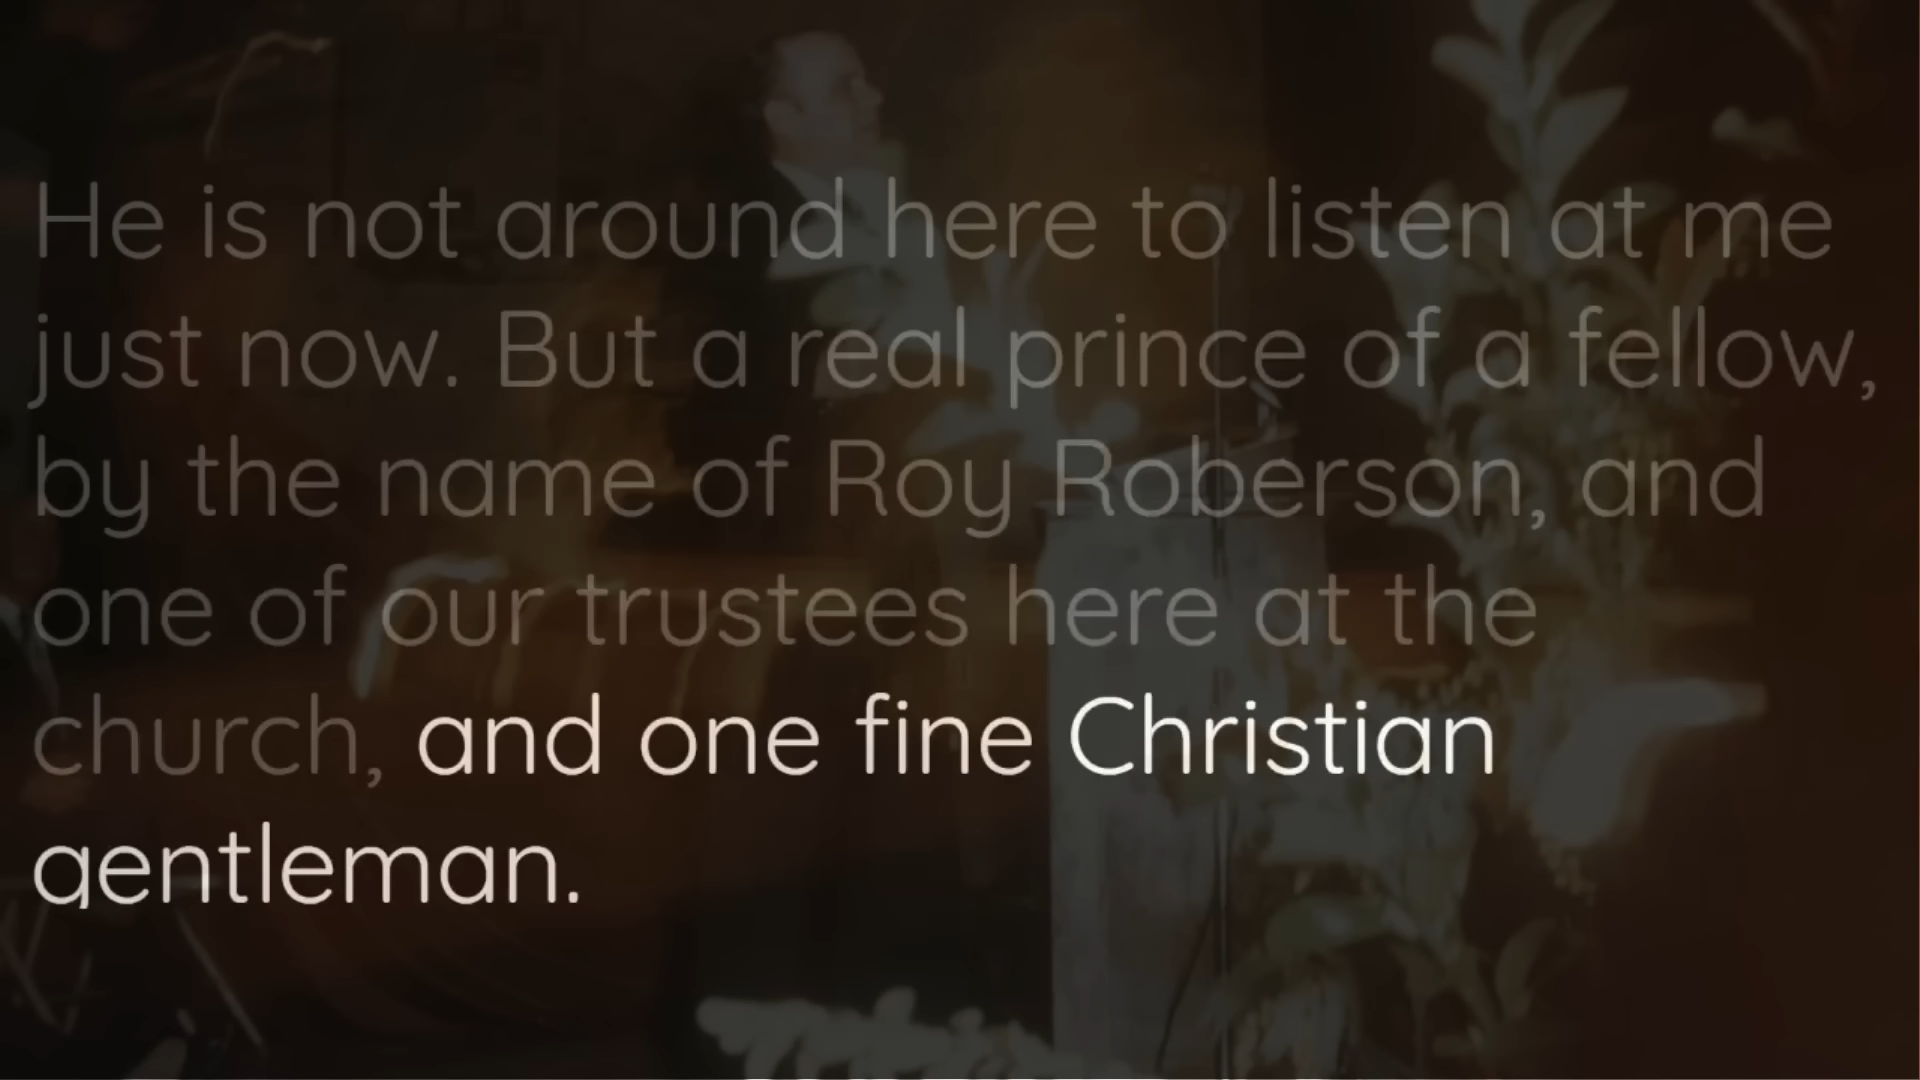 He is not around here to listen at me
just now. But a real prince of a fellow,
by the name of Roy Roberson, and
one of our trustees here at the
church, and one fine Christian
gentleman.